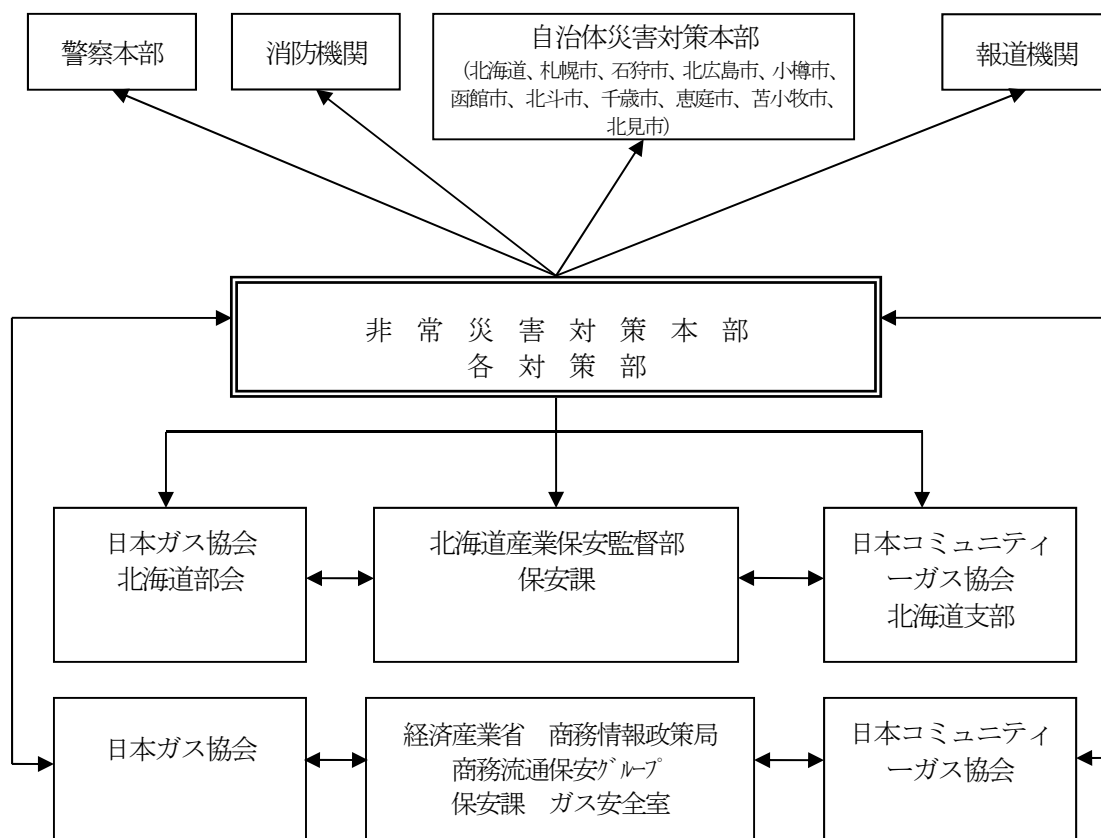 警察本部
消防機関
自治体災害対策本部
（北海道、札幌市、石狩市、北広島市、小樽市、
函館市、北斗市、千歳市、恵庭市、苫小牧市、
北見市）
報道機関
非 常 災 害 対 策 本 部
各 対 策 部
日本ガス協会
北海道部会
北海道産業保安監督部
保安課
日本コミュニティ
ーガス協会
北海道支部
日本ガス協会
経済産業省　商務情報政策局
商務流通保安ｸﾞﾙｰﾌﾟ
保安課　ガス安全室
日本コミュニティ
ーガス協会